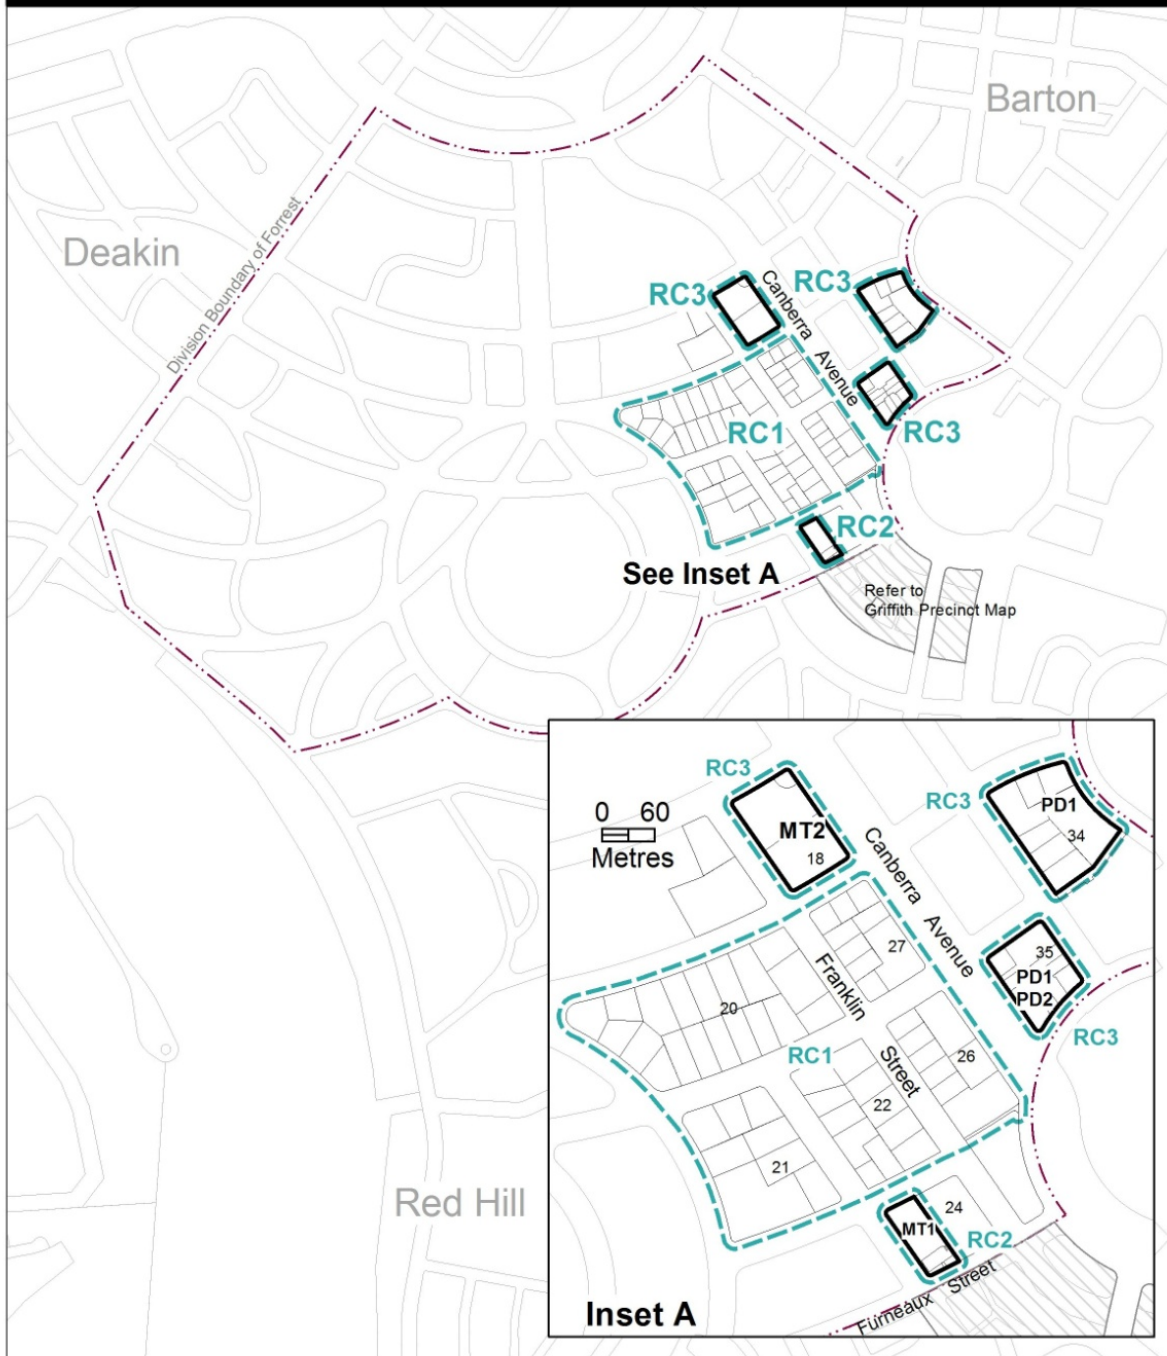 Barton
Deakin
Division Boundary of Forrest
RC3
Canberra Avenue
RC3
RC1
RC3
RC2
See Inset A
Refer to
Griffith Precinct Map
Red Hill
RC3
0 60
Metres
MT2
18
Canberra Avenue
RC3
PD1
34
27
Franklin Street
35
PD1
PD2
RC3
20
RC1
26
22
21
24
MT1
RC2
Furneaux Street
Inset A